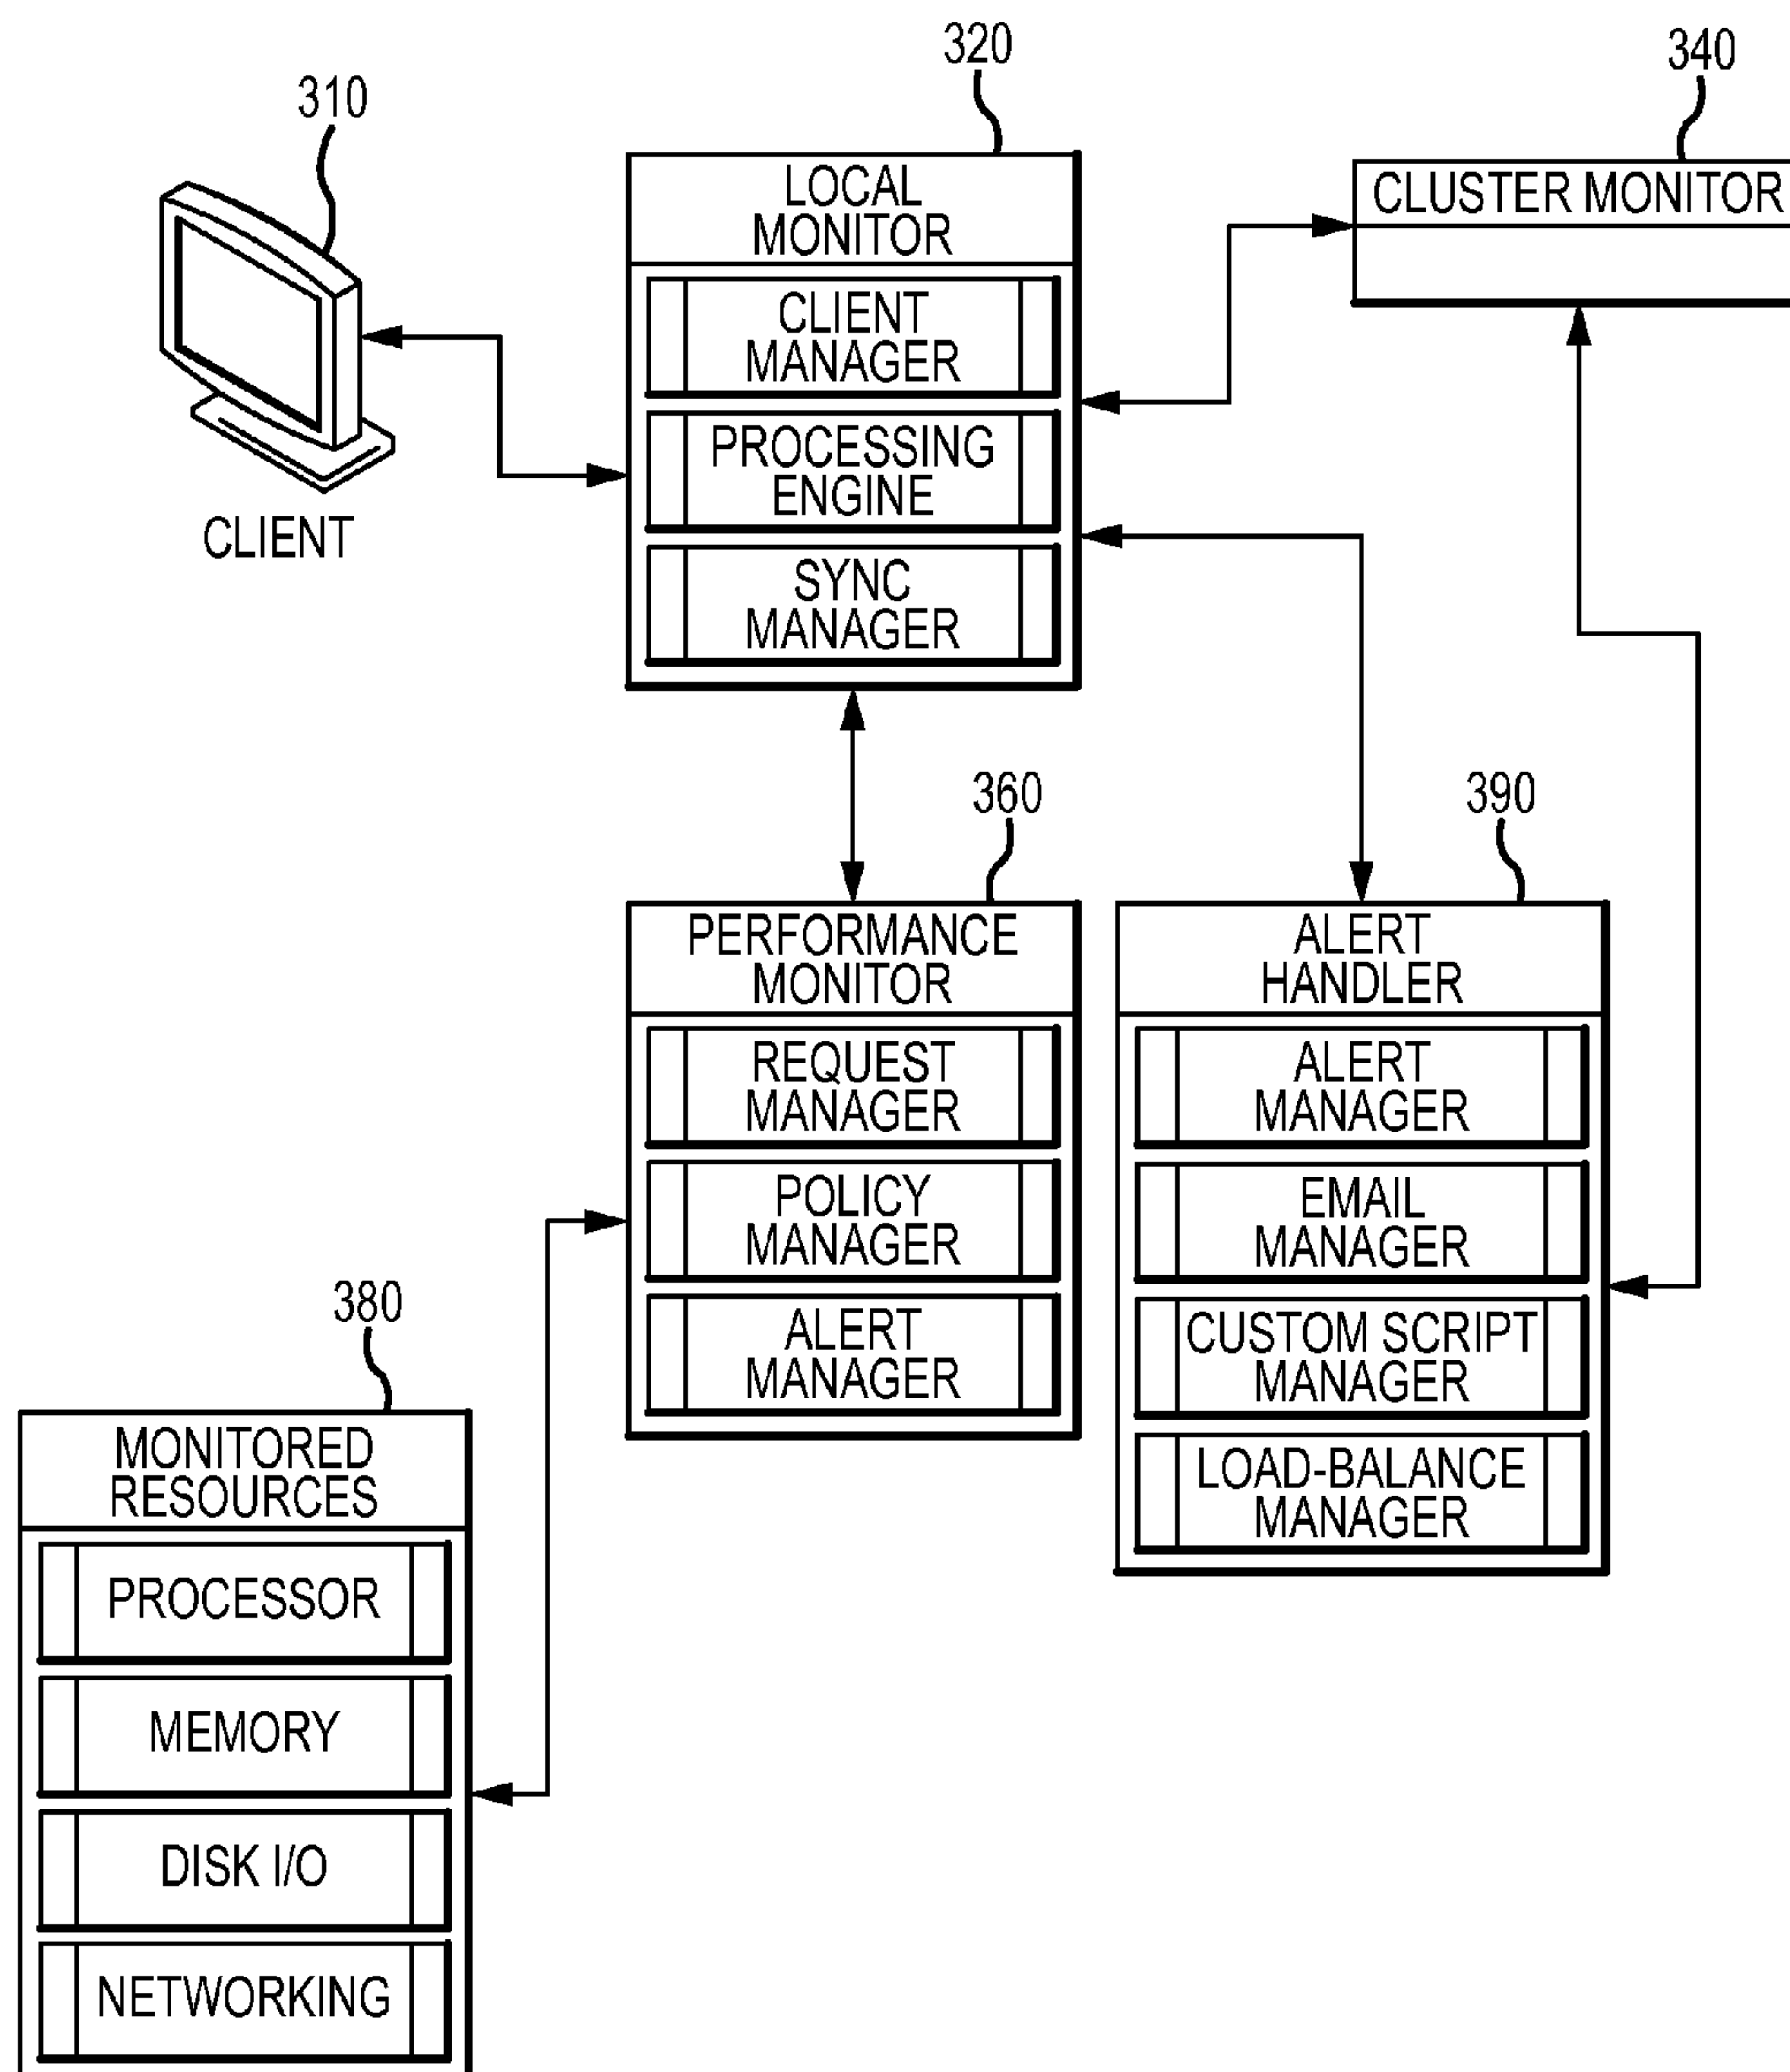 320
340
310
LOCAL
MONITOR
CLUSTER MONITOR
CLIENT
MANAGER
PROCESSING
ENGINE
CLIENT
SYNC
MANAGER
360
390
PERFORMANCE
MONITOR
ALERT
HANDLER
REQUEST
MANAGER
ALERT
MANAGER
POLICY
MANAGER
EMAIL
MANAGER
380
ALERT
MANAGER
CUSTOM SCRIPT
MANAGER
MONITORED
RESOURCES
LOAD-BALANCE
MANAGER
PROCESSOR
MEMORY
DISK I/O
NETWORKING